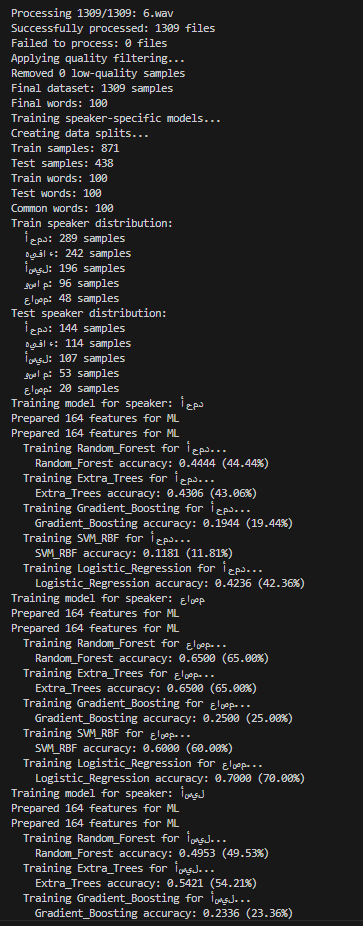 Processing 1309/1309: 6.wav
Successfully processed: 1309 files
Failed to process: 0 files
Applying quality filtering...
Removed 0 low-quality samples
Final dataset: 1309 samples
Final words: 100
Training speaker-specific models...
Creating data splits...
Train samples: 871
Test samples: 438
Train words: 100
Test words: 100
Common words: 100
Train speaker distribution:
أحمد: 289 samples
هيفاء: 242 samples
أسيل: 196 samples
وسام: 96 samples
عاصم: 48 samples
Test speaker distribution:
أحمد: 144 samples
هيفاء: 114 samples
أسيل: 107 samples
وسام: 53 samples
عاصم: 20 samples
Training model for speaker: أحمد
Prepared 164 features for ML
Prepared 164 features for ML
Training Random_Forest for أحمد...
Random_Forest accuracy: 0.4444 (44.44%)
Training Extra_Trees for أحمد...
Extra_Trees accuracy: 0.4306 (43.06%)
Training Gradient_Boosting for أحمد...
Gradient_Boosting accuracy: 0.1944 (19.44%)
Training SVM_RBF for أحمد...
SVM_RBF accuracy: 0.1181 (11.81%)
Training Logistic_Regression for أحمد...
Logistic_Regression accuracy: 0.4236 (42.36%)
Training model for speaker: عاصم
Prepared 164 features for ML
Prepared 164 features for ML
Training Random_Forest for عاصم...
Random_Forest accuracy: 0.6500 (65.00%)
Training Extra_Trees for عاصم...
Extra_Trees accuracy: 0.6500 (65.00%)
Training Gradient_Boosting for عاصم...
Gradient_Boosting accuracy: 0.2500 (25.00%)
Training SVM_RBF for عاصم...
SVM_RBF accuracy: 0.6000 (60.00%)
Training Logistic_Regression for عاصم...
Logistic_Regression accuracy: 0.7000 (70.00%)
Training model for speaker: أسيل
Prepared 164 features for ML
Prepared 164 features for ML
Training Random_Forest for أسيل...
Random_Forest accuracy: 0.4953 (49.53%)
Training Extra_Trees for أسيل...
Extra_Trees accuracy: 0.5421 (54.21%)
Training Gradient_Boosting for أسيل...
Gradient_Boosting accuracy: 0.2336 (23.36%)